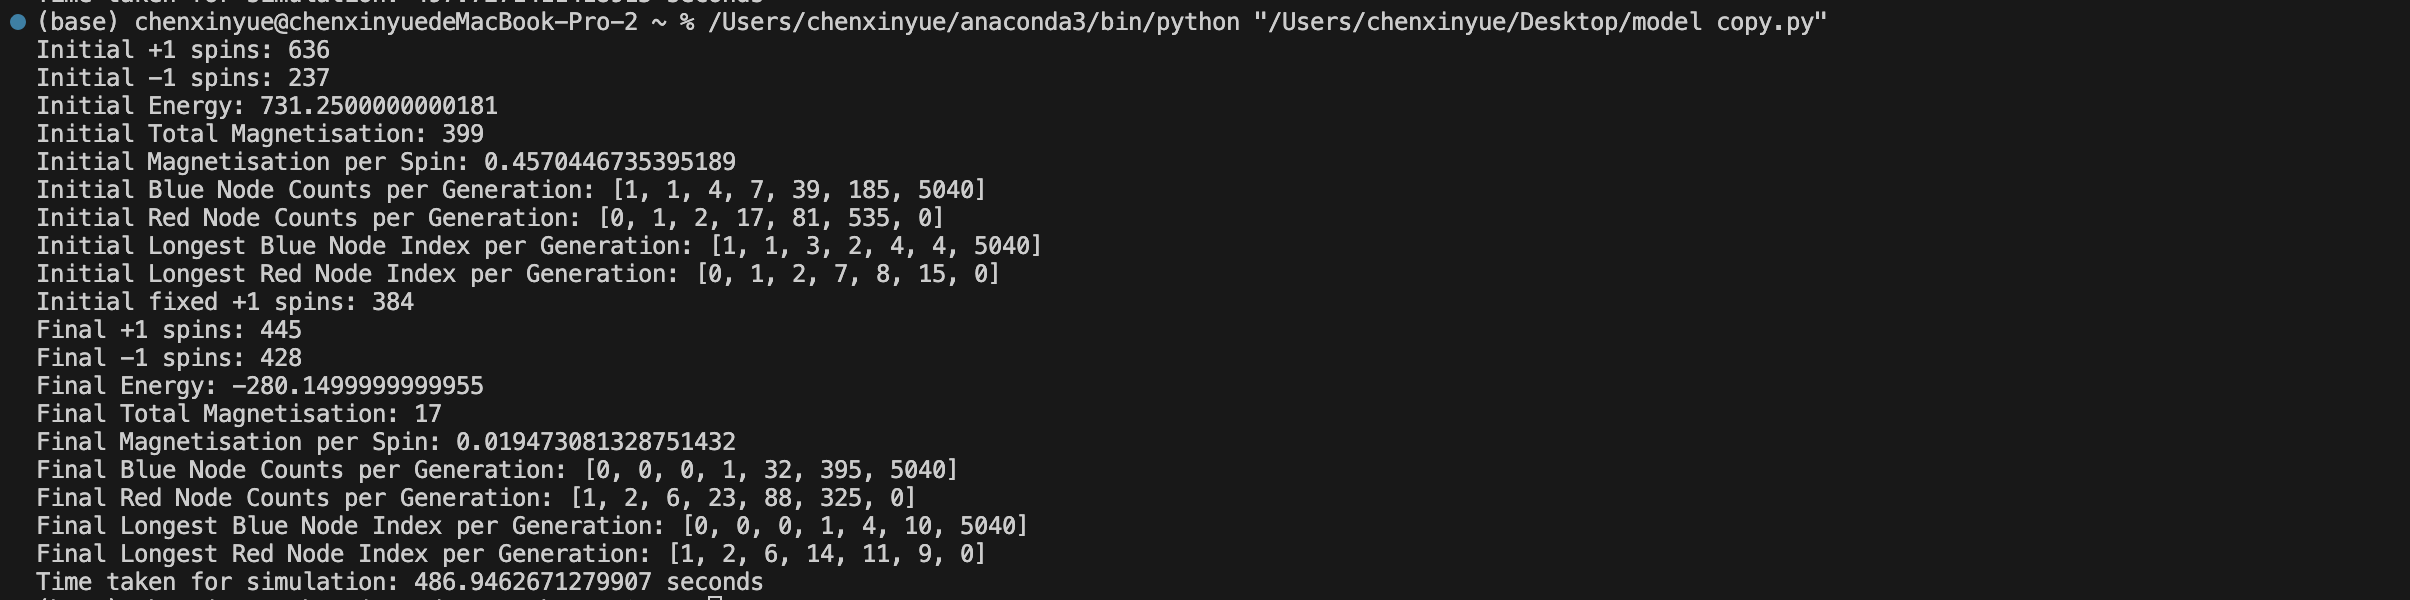 (base) chenxinyue@chenxinyuedeMacBook-Pro-2 ~ % /Users/chenxinyue/anaconda3/bin/python "/Users/chenxinyue/Desktop/model copy.py"
Initial +1 spins: 636
Initial -1 spins: 237
Initial Energy: 731.2500000000181
Initial Total Magnetisation: 399
Initial Magnetisation per Spin: 0.4570446735395189
Initial Blue Node Counts per Generation: [1, 1, 4, 7, 39, 185, 5040]
Initial Red Node Counts per Generation: [0, 1, 2, 17, 81, 535, 0]
Initial Longest Blue Node Index per Generation: [1, 1, 3, 2, 4, 4, 5040]
Initial Longest Red Node Index per Generation: [0, 1, 2, 7, 8, 15, 0]
Initial fixed +1 spins: 384
Final +1 spins: 445
Final -1 spins: 428
Final Energy: -280.1499999999955
Final Total Magnetisation: 17
Final Magnetisation per Spin: 0.019473081328751432
Final Blue Node Counts per Generation: [0, 0, 0, 1, 32, 395, 5040]
Final Red Node Counts per Generation: [1, 2, 6, 23, 88, 325, 0]
Final Longest Blue Node Index per Generation: [0, 0, 0, 1, 4, 10, 5040]
Final Longest Red Node Index per Generation: [1, 2, 6, 14, 11, 9, 0]
Time taken for simulation: 486.9462671279907 seconds